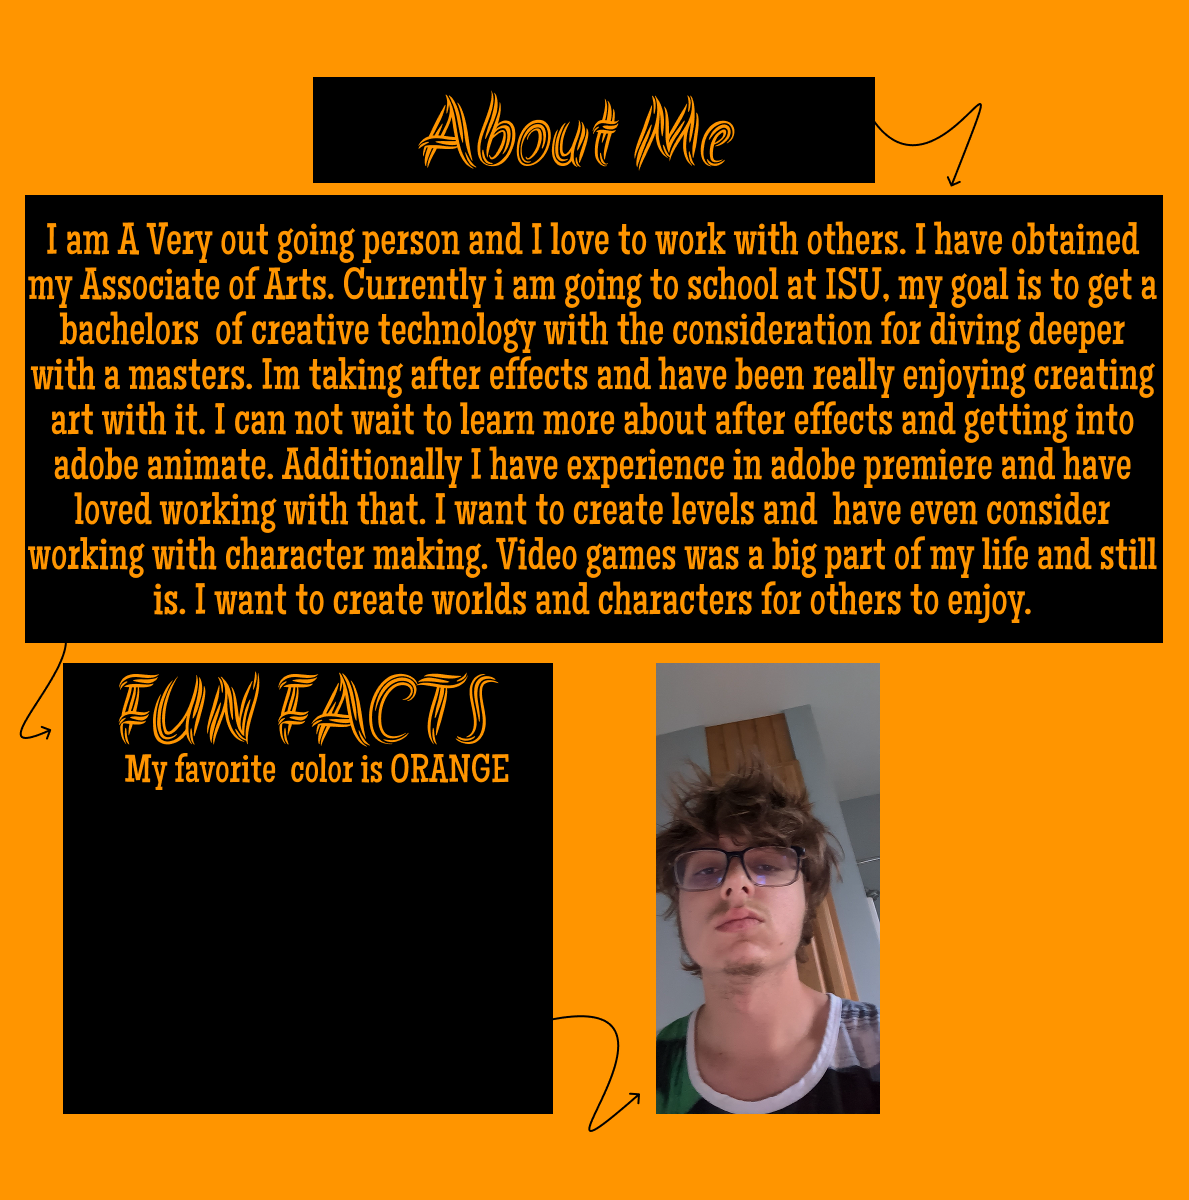 About Me
I am A Very out going person and I love to work with others. I have obtained
my Associate of Arts. Currently i am going to school at ISU, my goal is to get a
bachelors  of creative technology with the consideration for diving deeper
with a masters. Im taking after effects and have been really enjoying creating
art with it. I can not wait to learn more about after effects and getting into
adobe animate. Additionally I have experience in adobe premiere and have
loved working with that. I want to create levels and  have even consider
working with character making. Video games was a big part of my life and still
is. I want to create worlds and characters for others to enjoy.
FUN FACTS
My favorite  color is ORANGE